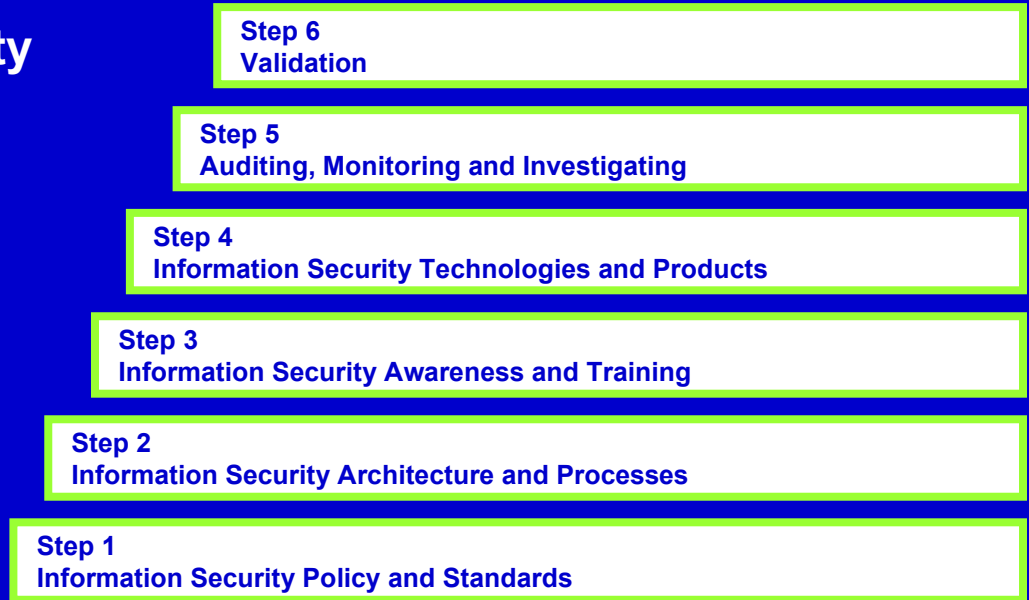 Step 6
Validation
Step 5
Auditing, Monitoring and Investigating
Step 4
Information Security Technologies and Products
Step 3
Information Security Awareness and Training
Step 2
Information Security Architecture and Processes
Step 1
Information Security Policy and Standards